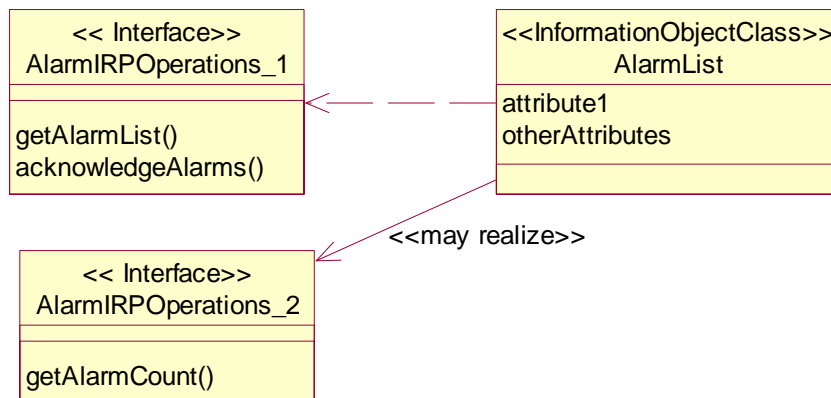 << Interface>>
AlarmIRPOperations_1
getAlarmList()
acknowledgeAlarms()
<<InformationObjectClass>>
AlarmList
attribute1
otherAttributes
<<may realize>>
<< Interface>>
AlarmIRPOperations_2
getAlarmCount()